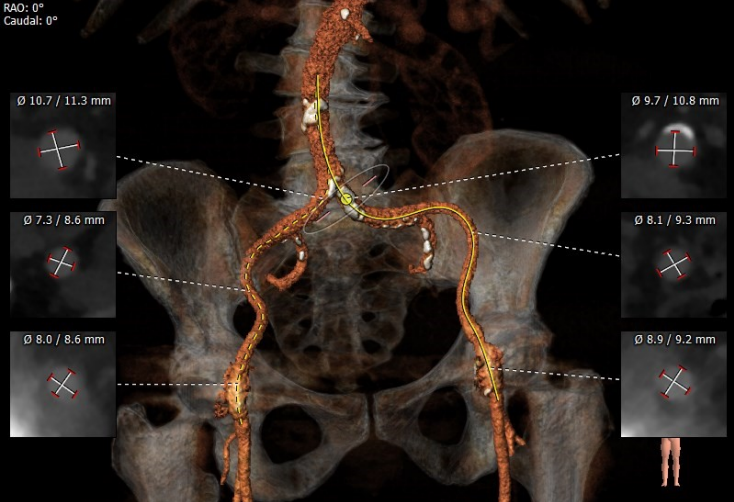 RAO: 0°
Caudal: 0°
Ø 10.7 / 11.3 mm
Ø 9.7 / 10.8 mm
Ø 7.3 / 8.6 mm
Ø 8.1 / 9.3 mm
Ø 8.0 / 8.6 mm
Ø 8.9 / 9.2 mm